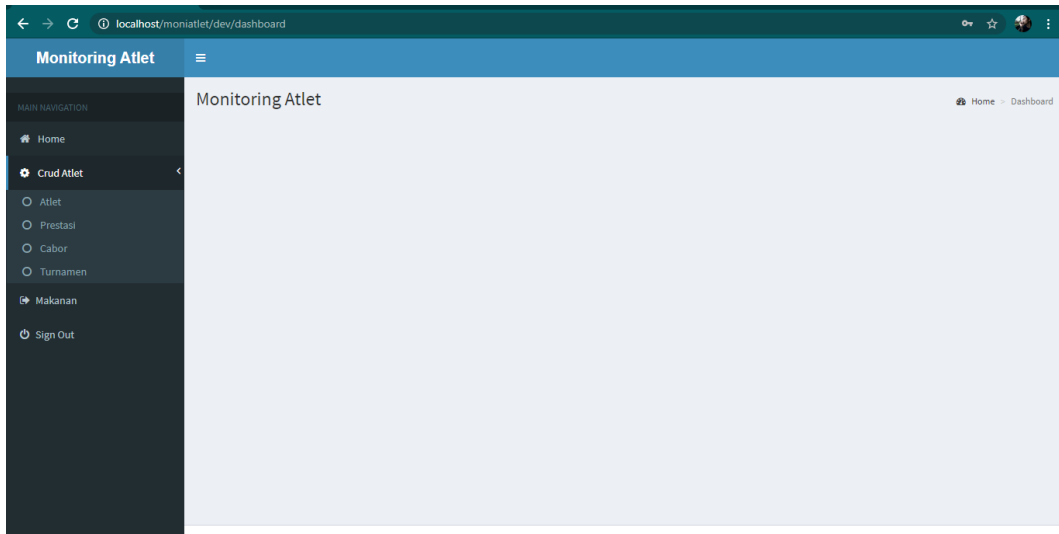 localhost/moniatlet/dev/dashboard
Monitoring Atlet
Monitoring Atlet
Home > Dashboard
MAIN NAVIGATION
Home
Crud Atlet
Atlet
Prestasi
Cabor
Turnamen
Makanan
Sign Out